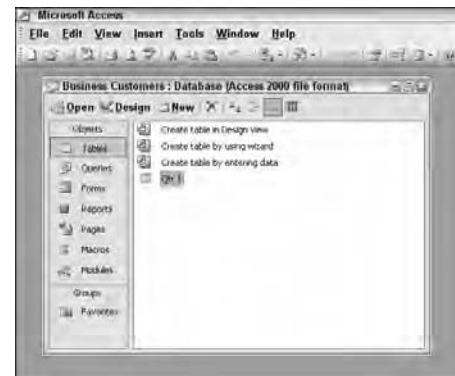 Microsoft Access
File Edit View Insert Tools Window Help
Business Customers : Database (Access 2000 file format)
Open Design New
Objects
Tables
Queries
Forms
Reports
Pages
Macros
Modules
Groups
Favorites
Create table in Design view
Create table by using wizard
Create table by entering data
Qtr 1